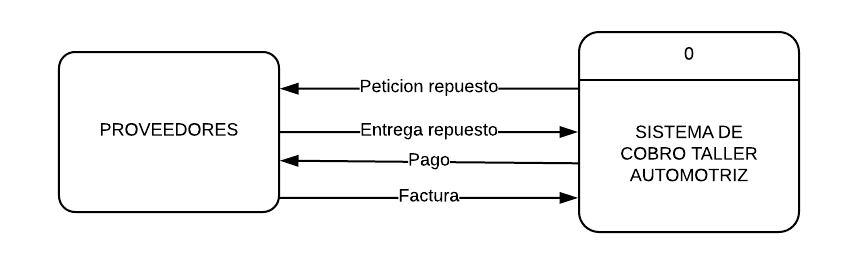 PROVEEDORES
Peticion repuesto
Entrega repuesto
Pago
Factura
0
SISTEMA DE
COBRO TALLER
AUTOMOTRIZ